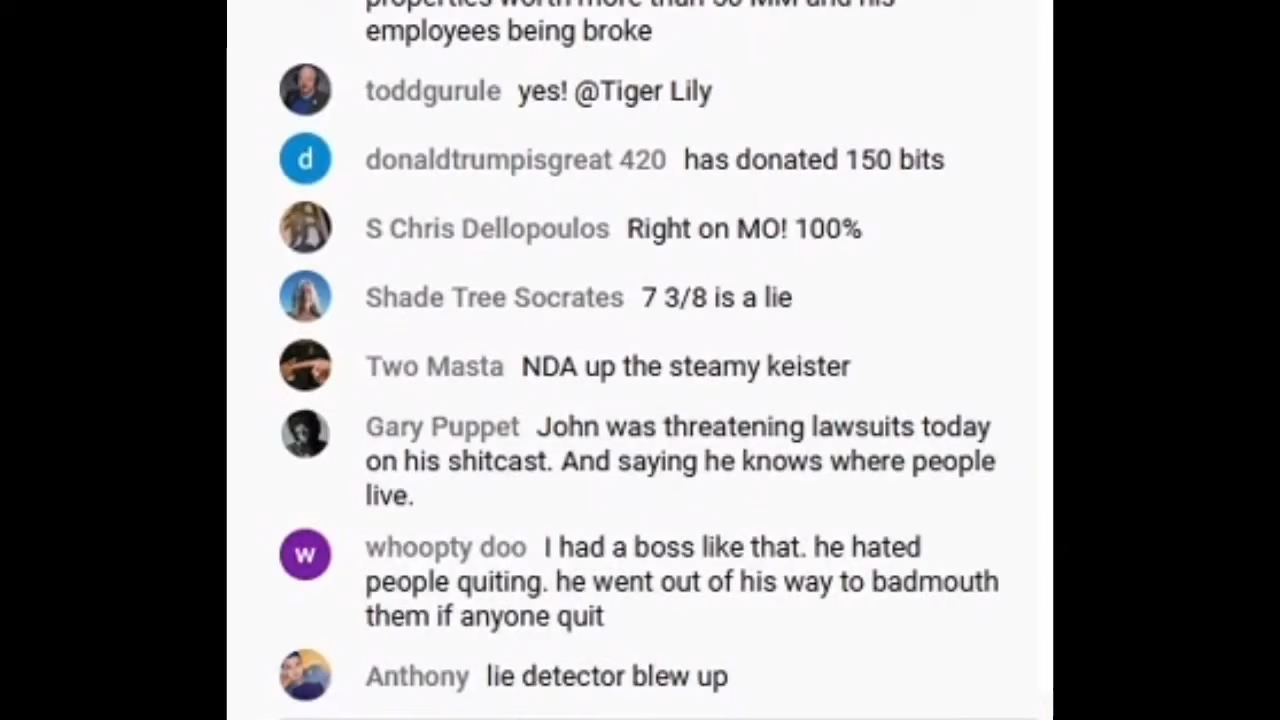 properties worth more than 50 MM and his
employees being broke
toddgurule yes! @Tiger Lily
d donaldtrumpisgreat 420 has donated 150 bits
S Chris Dellopoulos Right on MO! 100%
Shade Tree Socrates 7 3/8 is a lie
Two Masta NDA up the steamy keister
Gary Puppet John was threatening lawsuits today
on his shitcast. And saying he knows where people
live.
w whoopty doo I had a boss like that. he hated
people quiting. he went out of his way to badmouth
them if anyone quit
Anthony lie detector blew up